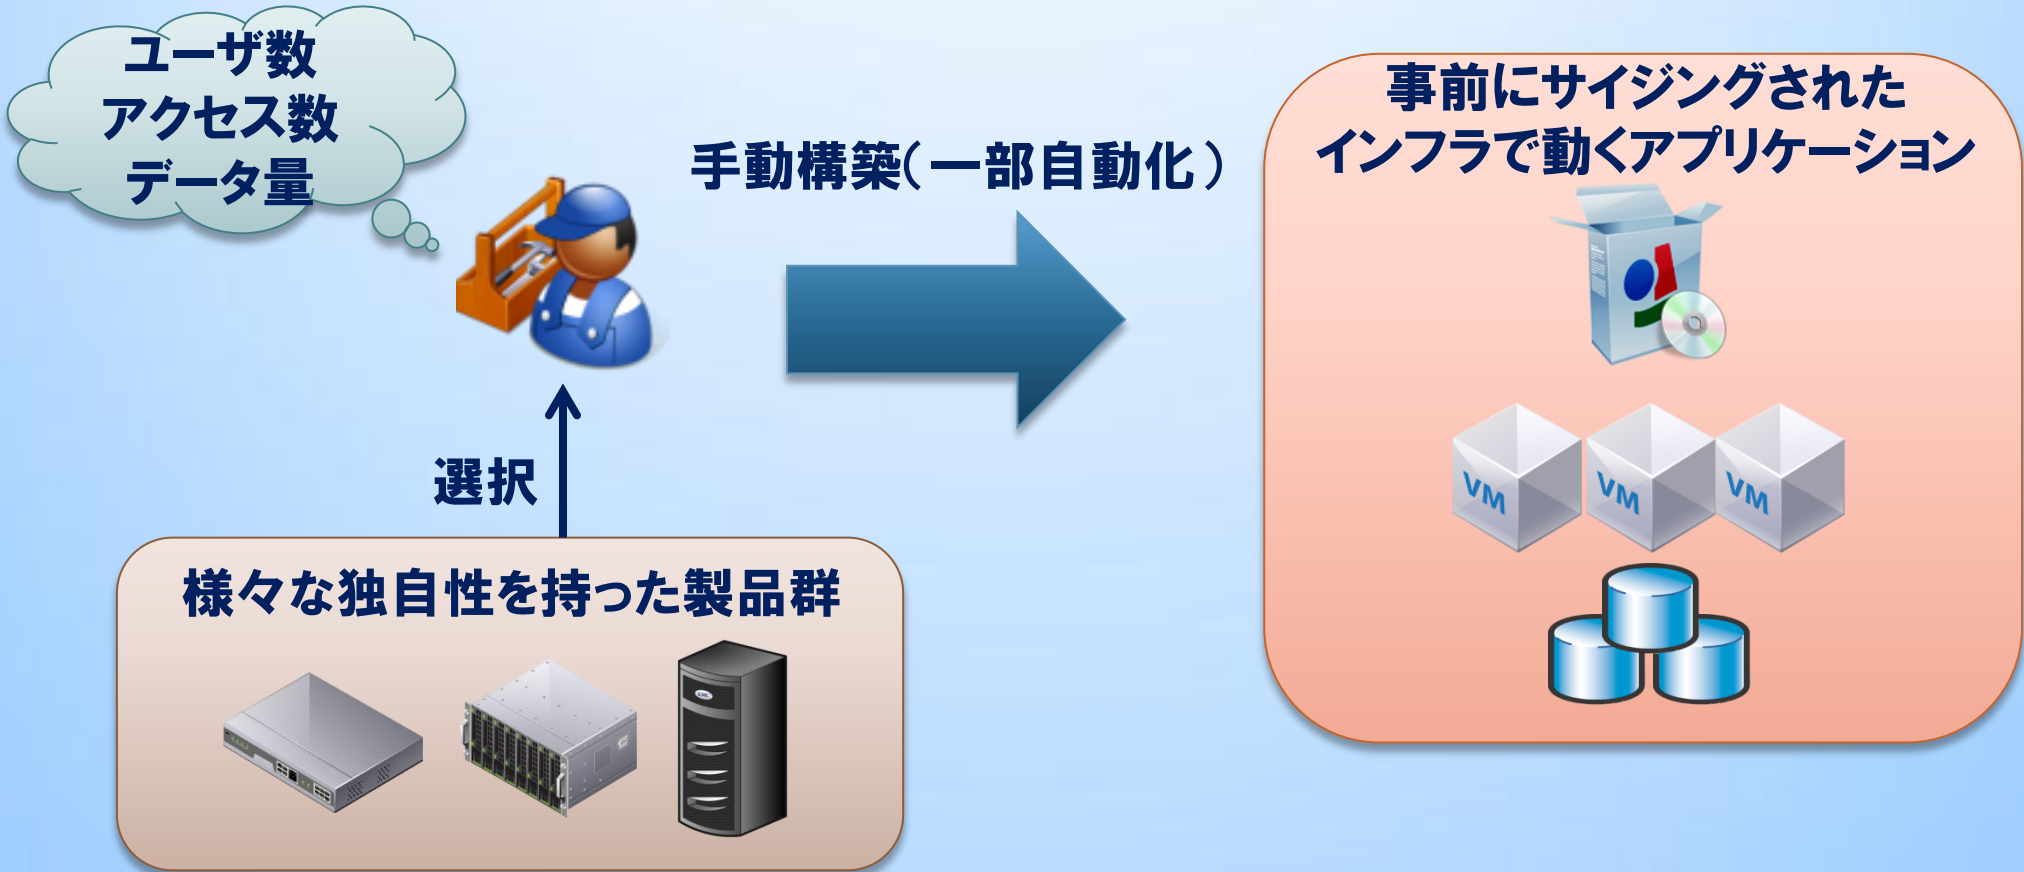 ユーザ数
アクセス数
データ量
手動構築(一部自動化)
事前にサイジングされた
インフラで動くアプリケーション
選択
様々な独自性を持った製品群
VM
VM
VM